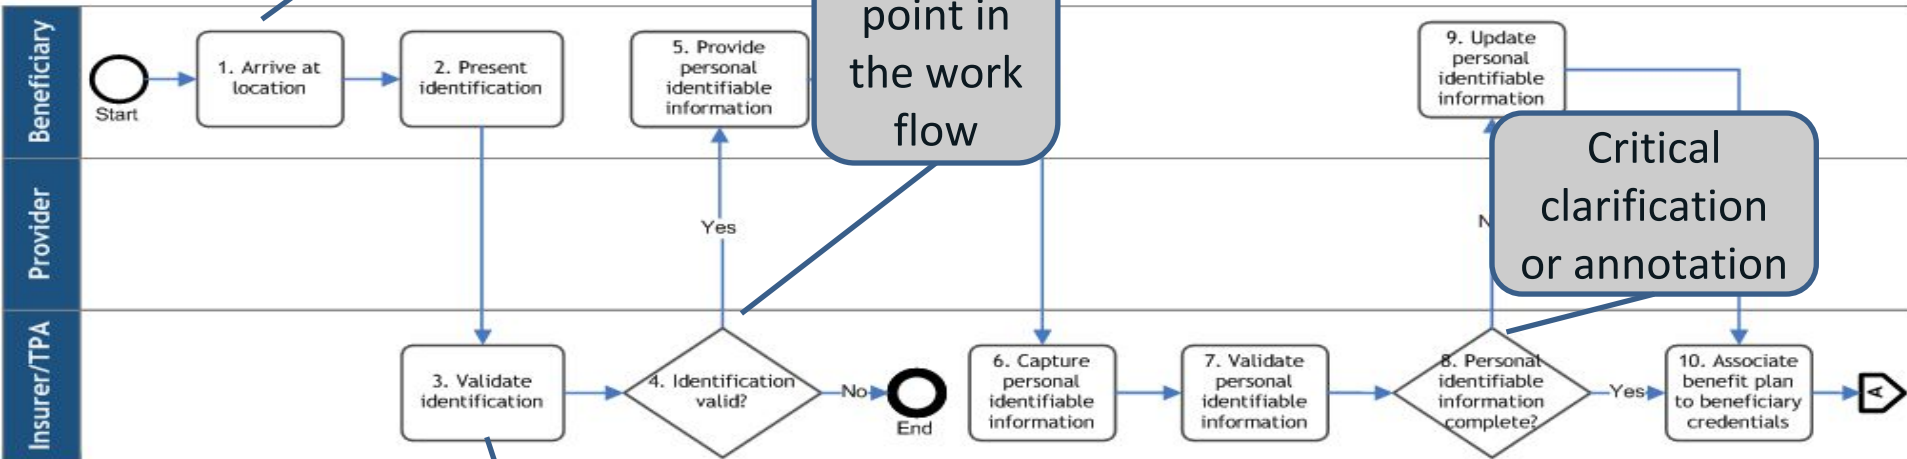 Beneficiary
Start
1. Arrive at
location
2. Present
identification
5. Provide
personal
identifiable
information
point in
the work
flow
9. Update
personal
identifiable
information
Critical
clarification
or annotation
Provider
Yes
N
Insurer/TPA
3. Validate
identification
4. Identification
valid?
No
End
6. Capture
personal
identifiable
information
7. Validate
personal
identifiable
information
8. Personal
identifiable
information
complete?
Yes
10. Associate
benefit plan
to beneficiary
credentials
A